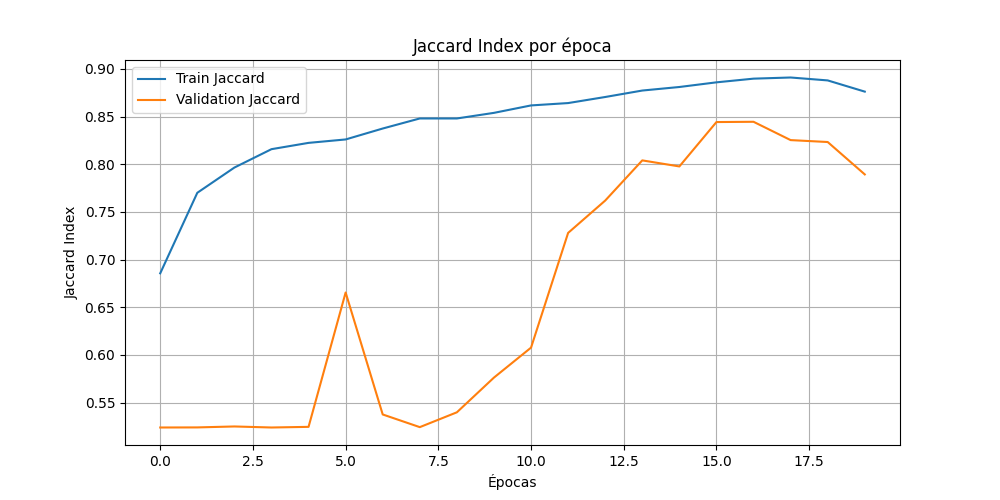 Jaccard Index por época
Train Jaccard
Validation Jaccard
Jaccard Index
0.90
0.85
0.80
0.75
0.70
0.65
0.60
0.55
0.0 2.5 5.0 7.5 10.0 12.5 15.0 17.5
Épocas